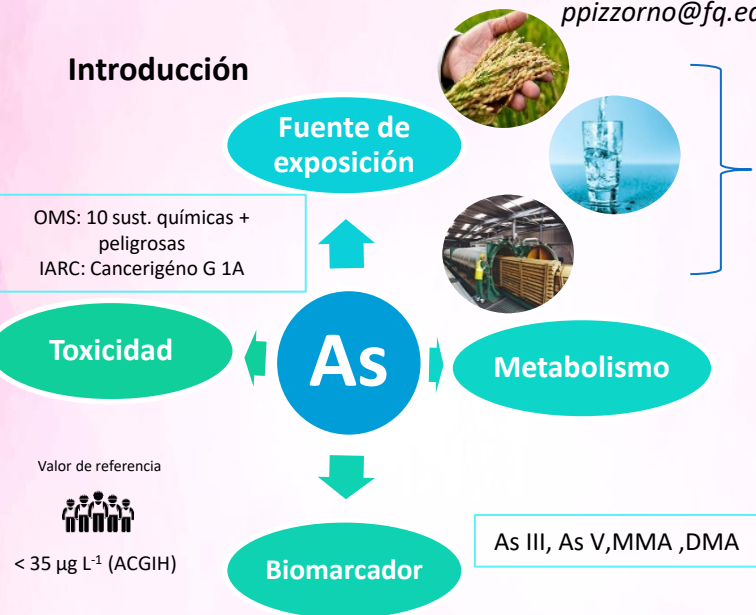 ppizzorno@fq.ed
Introducción
Fuente de
exposición
OMS: 10 sust. químicas +
peligrosas
IARC: Cancerigéno G 1A
Toxicidad
As
Metabolismo
Valor de referencia
< 35 µg L⁻¹ (ACGIH)
Biomarcador
As III, As V,MMA ,DMA